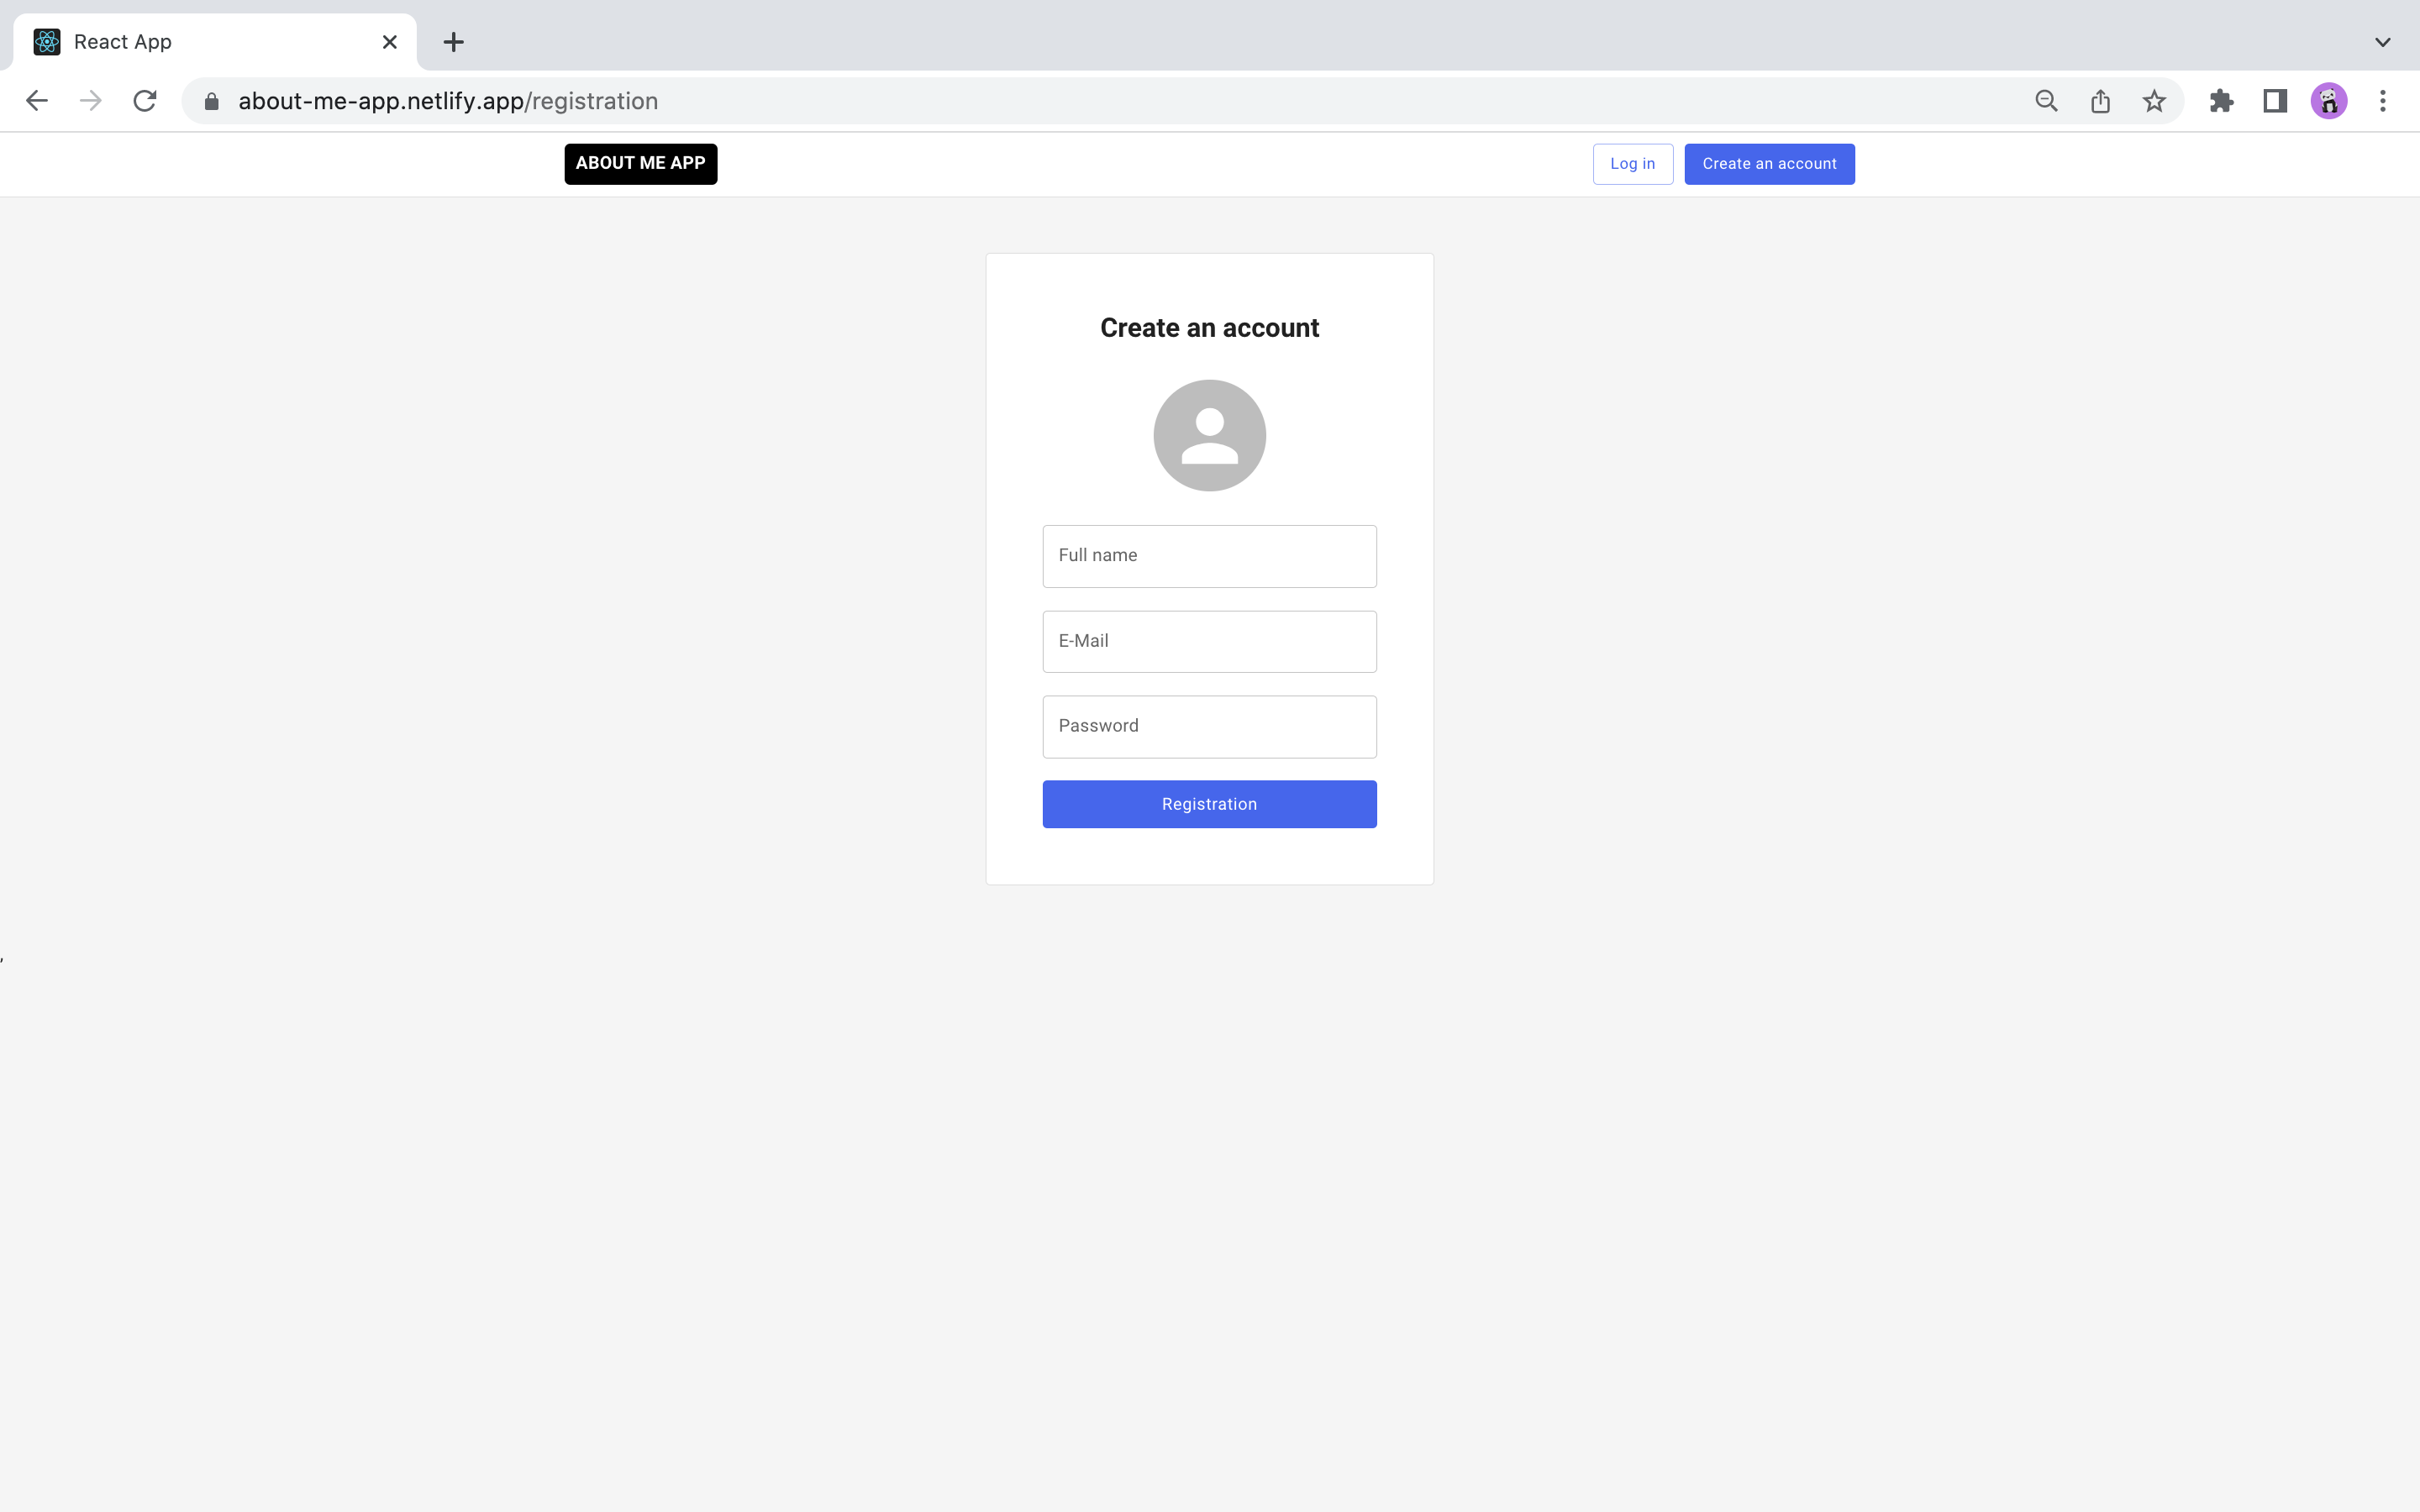 React App
about-me-app.netlify.app/registration
ABOUT ME APP
Log in
Create an account
Create an account
Full name
E-Mail
Password
Registration
,